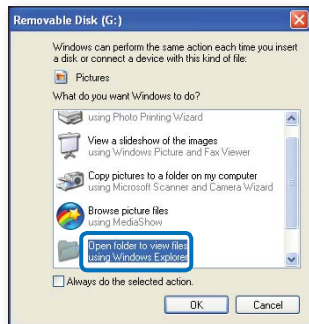 Removable Disk (G:)
Windows can perform the same action each time you insert
a disk or connect a device with this kind of file:
Pictures
What do you want Windows to do?
using Photo Printing Wizard
View a slideshow of the images
using Windows Picture and Fax Viewer
Copy pictures to a folder on my computer
using Microsoft Scanner and Camera Wizard
Browse picture files
using MediaShow
Open folder to view files
using Windows Explorer
Always do the selected action.
OK
Cancel